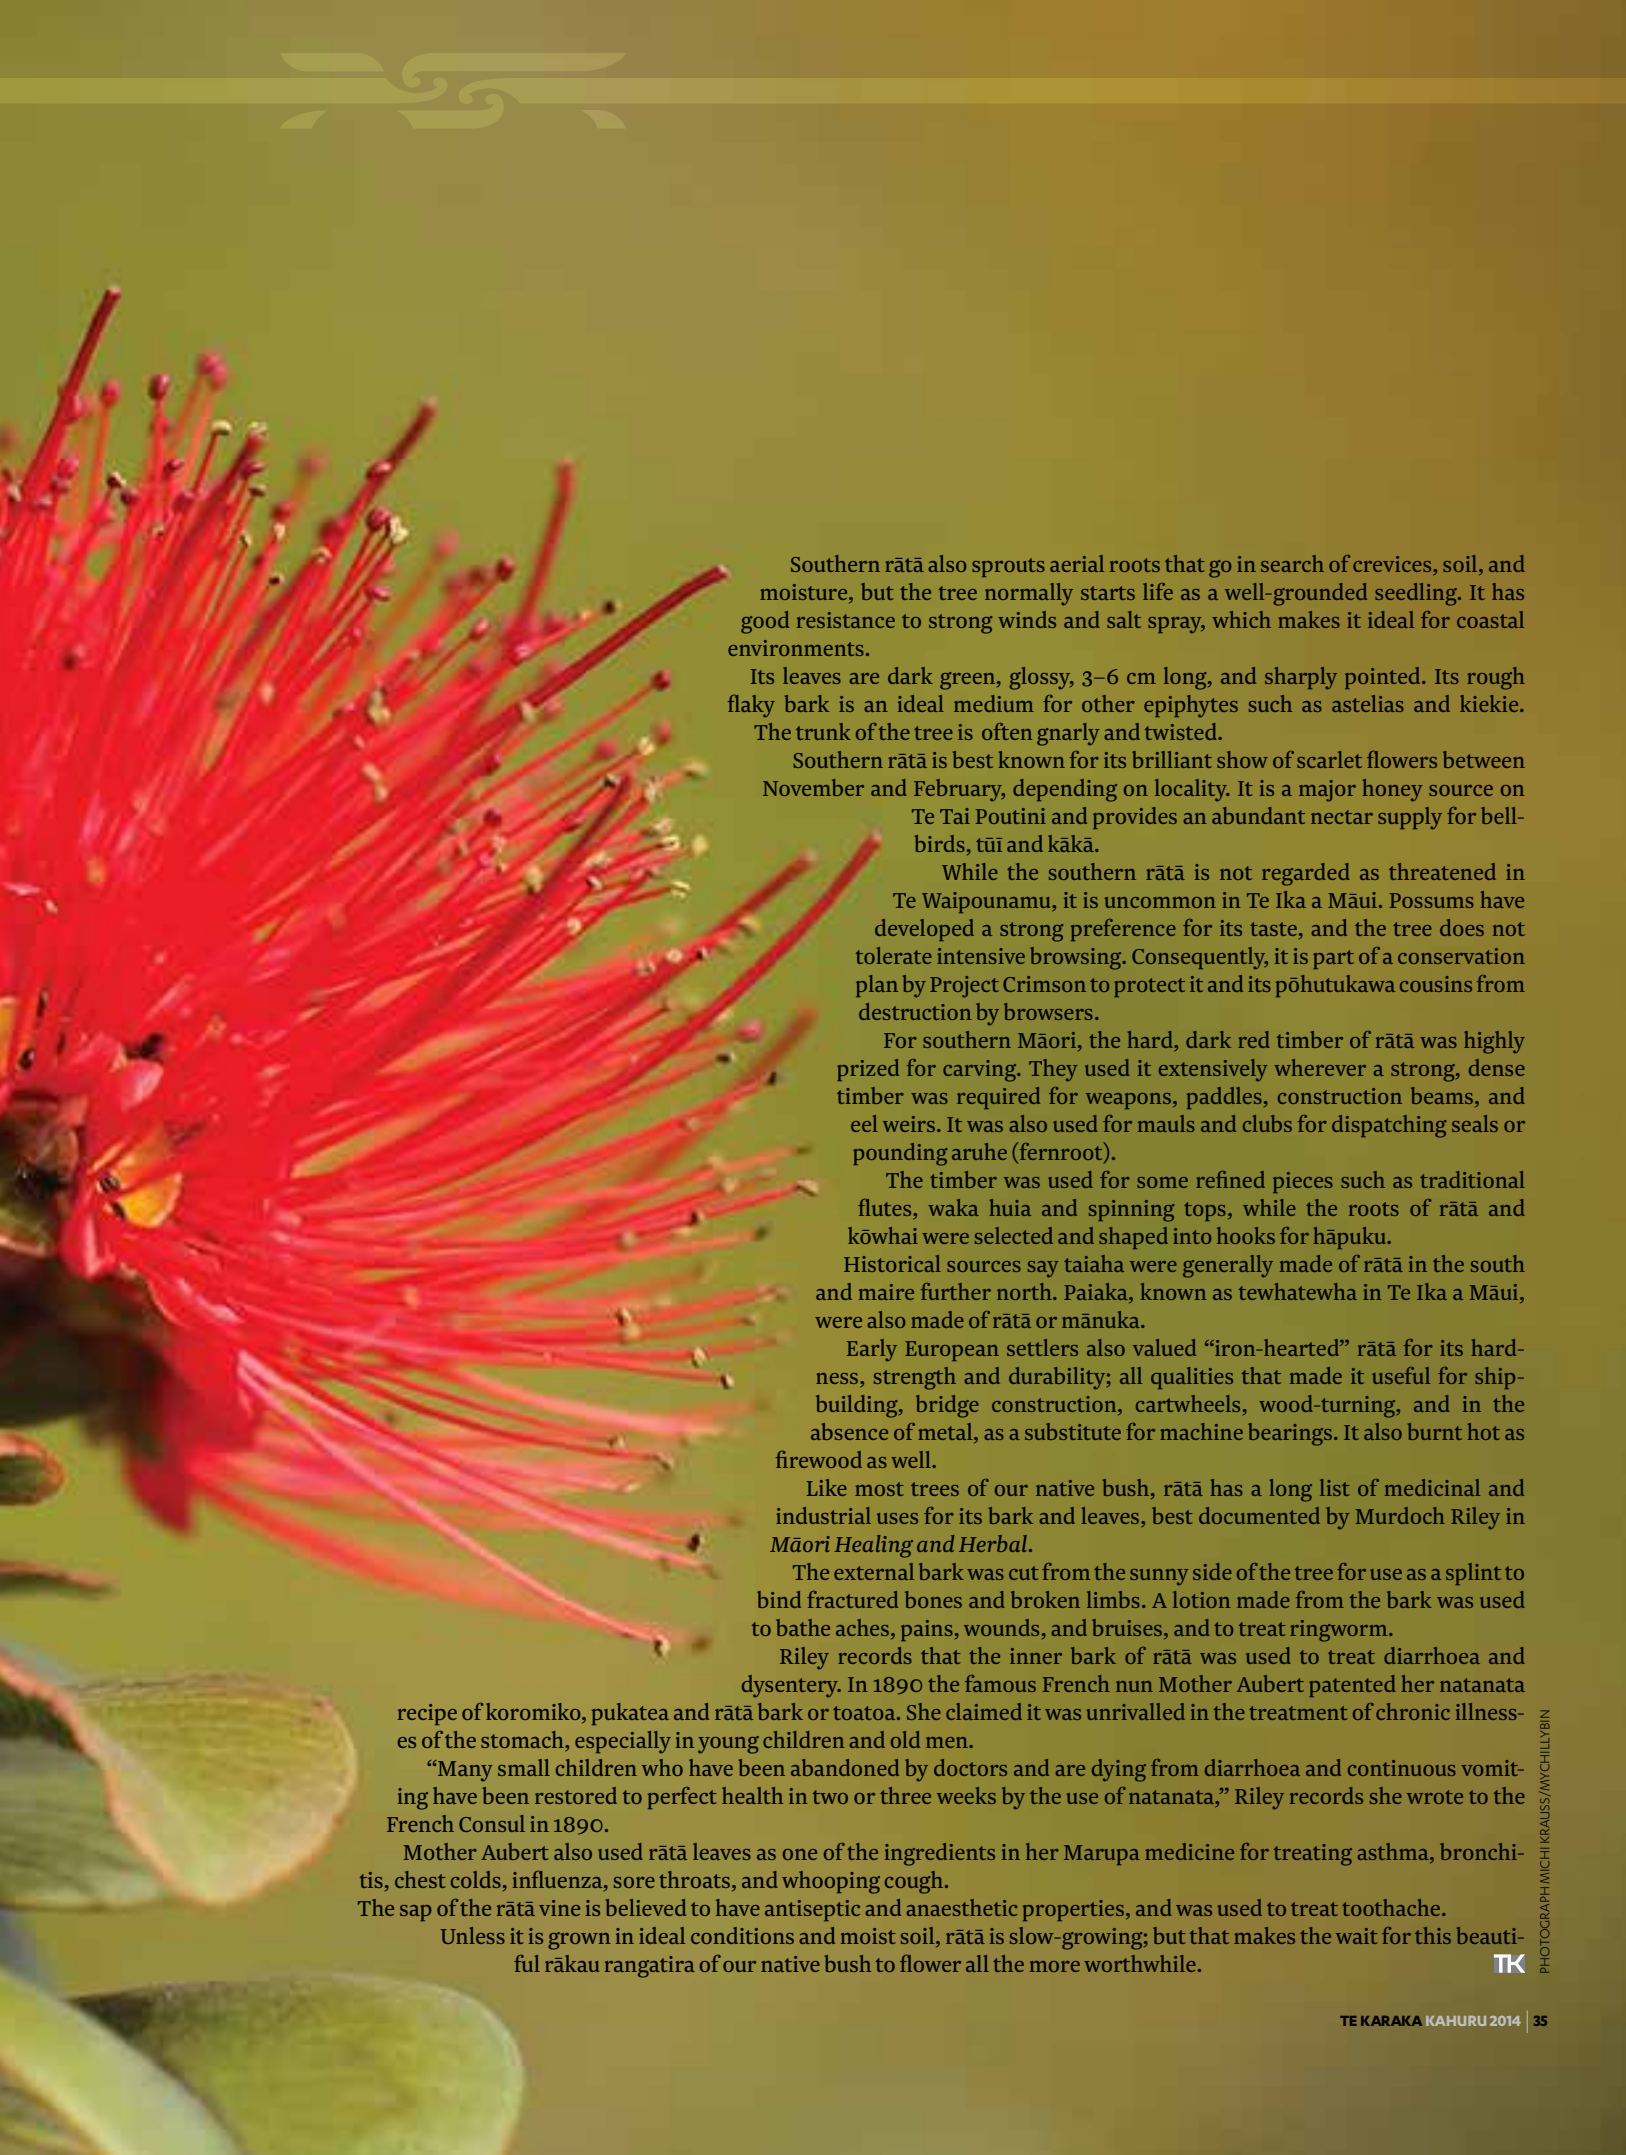 Southern rātā also sprouts aerial roots that go in search of crevices, soil, and
moisture, but the tree normally starts life as a well-grounded seedling. It has
good resistance to strong winds and salt spray, which makes it ideal for coastal
environments.
Its leaves are dark green, glossy, 3–6 cm long, and sharply pointed. Its rough
flaky bark is an ideal medium for other epiphytes such as astelias and kiekie.
The trunk of the tree is often gnarly and twisted.
Southern rātā is best known for its brilliant show of scarlet flowers between
November and February, depending on locality. It is a major honey source on
Te Tai Poutini and provides an abundant nectar supply for bell-
birds, tūī and kākā.
While the southern rātā is not regarded as threatened in
Te Waipounamu, it is uncommon in Te Ika a Māui. Possums have
developed a strong preference for its taste, and the tree does not
tolerate intensive browsing. Consequently, it is part of a conservation
plan by Project Crimson to protect it and its pōhutukawa cousins from
destruction by browsers.
For southern Māori, the hard, dark red timber of rātā was highly
prized for carving. They used it extensively wherever a strong, dense
timber was required for weapons, paddles, construction beams, and
eel weirs. It was also used for mauls and clubs for dispatching seals or
pounding aruhe (fernroot).
The timber was used for some refined pieces such as traditional
flutes, waka huia and spinning tops, while the roots of rātā and
kōwhai were selected and shaped into hooks for hāpuku.
Historical sources say taiaha were generally made of rātā in the south
and maire further north. Paiaka, known as tewhatewha in Te Ika a Māui,
were also made of rātā or mānuka.
Early European settlers also valued “iron-hearted” rātā for its hard-
ness, strength and durability; all qualities that made it useful for ship-
building, bridge construction, cartwheels, wood-turning, and in the
absence of metal, as a substitute for machine bearings. It also burnt hot as
firewood as well.
Like most trees of our native bush, rātā has a long list of medicinal and
industrial uses for its bark and leaves, best documented by Murdoch Riley in
Māori Healing and Herbal.
The external bark was cut from the sunny side of the tree for use as a splint to
bind fractured bones and broken limbs. A lotion made from the bark was used
to bathe aches, pains, wounds, and bruises, and to treat ringworm.
Riley records that the inner bark of rātā was used to treat diarrhoea and
dysentery. In 1890 the famous French nun Mother Aubert patented her natanata
recipe of koromiko, pukatea and rātā bark or toatoa. She claimed it was unrivalled in the treatment of chronic illness-
es of the stomach, especially in young children and old men.
“Many small children who have been abandoned by doctors and are dying from diarrhoea and continuous vomit-
ing have been restored to perfect health in two or three weeks by the use of natanata,” Riley records she wrote to the
French Consul in 1890.
Mother Aubert also used rātā leaves as one of the ingredients in her Marupa medicine for treating asthma, bronchi-
tis, chest colds, influenza, sore throats, and whooping cough.
The sap of the rātā vine is believed to have antiseptic and anaesthetic properties, and was used to treat toothache.
Unless it is grown in ideal conditions and moist soil, rātā is slow-growing; but that makes the wait for this beauti-
ful rākau rangatira of our native bush to flower all the more worthwhile.
TK
PHOTOGRAPH MICHI KRAUSS/MYCHILLYBIN
TE KARAKA KAHURU 2014 | 35